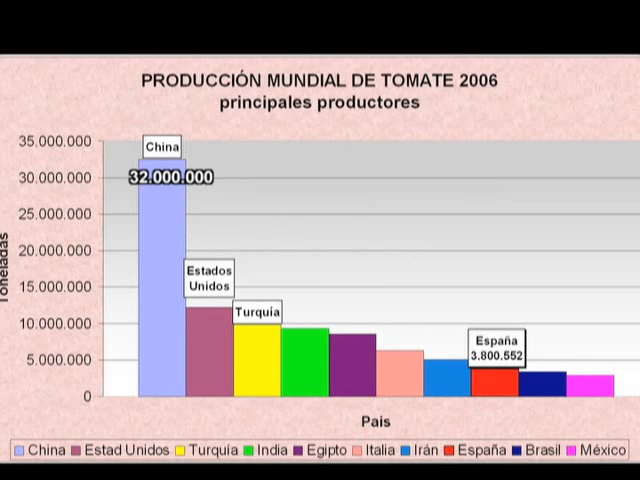 PRODUCCIÓN MUNDIAL DE TOMATE 2006
principales productores
35.000.000
China
30.000.000
32.000.000
25.000.000
20.000.000
Estados
Unidos
15.000.000
Turquía
10.000.000
España
3.800.552
5.000.000
0
Toneladas
Pais
China Estad Unidos Turquía India Egipto Italia Irán España Brasil México